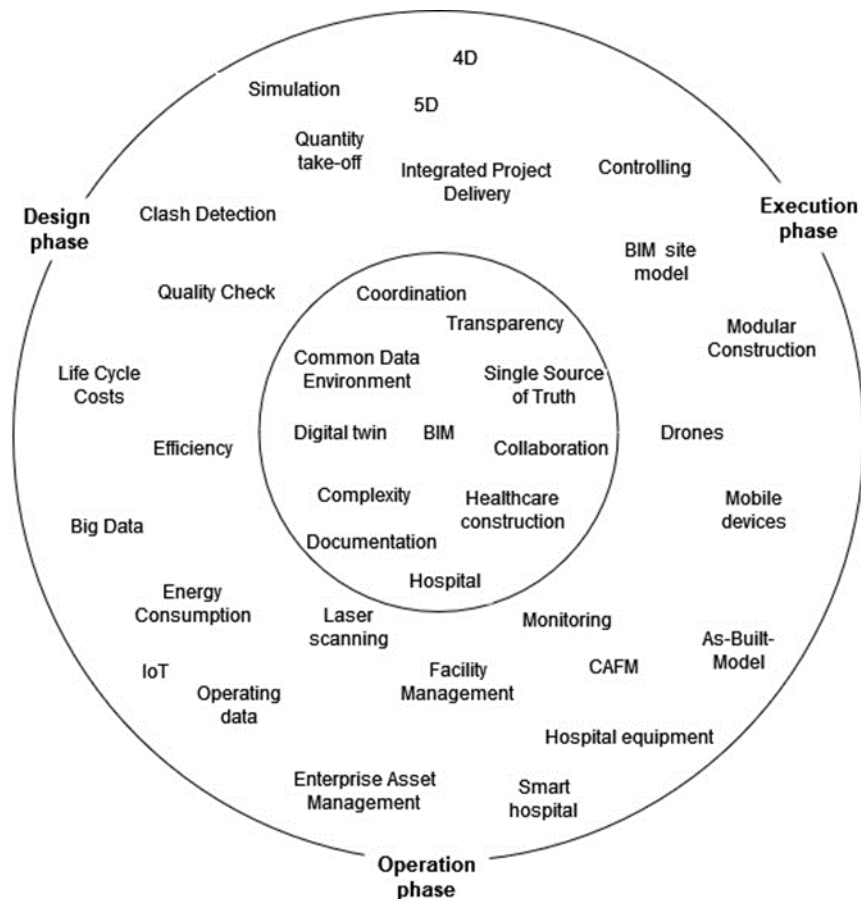 4D
Simulation
5D
Quantity
take-off
Integrated Project
Delivery
Controlling
Design
phase
Clash Detection
Execution
phase
BIM site
model
Quality Check
Coordination
Transparency
Modular
Construction
Life Cycle
Costs
Common Data
Environment
Single Source
of Truth
Efficiency
Digital twin
BIM
Collaboration
Drones
Big Data
Complexity
Healthcare
construction
Mobile
devices
Documentation
Hospital
Energy
Consumption
Laser
scanning
Monitoring
As-Built-
Model
IoT
Operating
data
Facility
Management
CAFM
Hospital equipment
Enterprise Asset
Management
Smart
hospital
Operation
phase